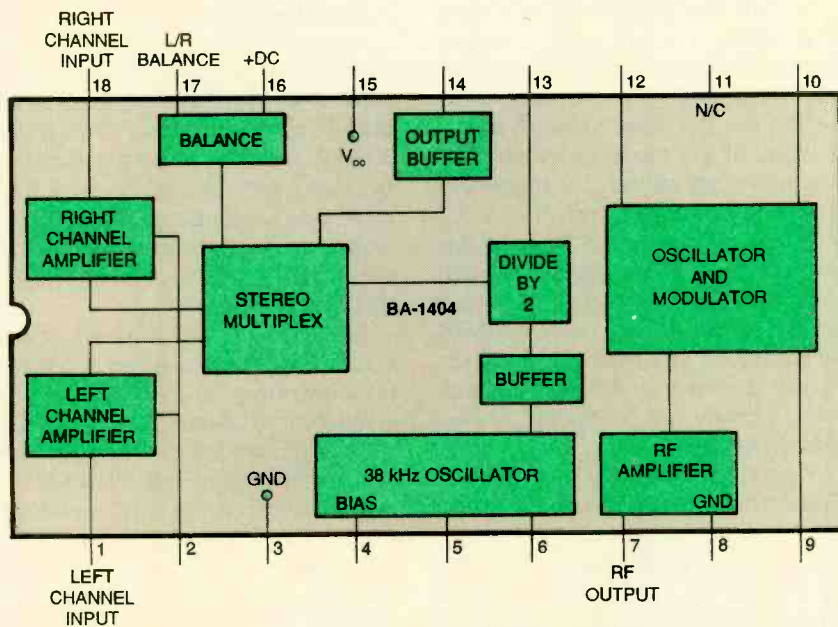 RIGHT
CHANNEL
INPUT
L/R
BALANCE
+DC
18
17
16
15
14
13
12
11
10
N/C
BALANCE
V
OUTPUT
BUFFER
RIGHT
CHANNEL
AMPLIFIER
STEREO
MULTIPLEX
BA-1404
DIVIDE
BY
2
OSCILLATOR
AND
MODULATOR
LEFT
CHANNEL
AMPLIFIER
BUFFER
GND
38 kHz OSCILLATOR
BIAS
RF
AMPLIFIER
GND
1
2
3
4
5
6
7
8
9
LEFT
CHANNEL
INPUT
RF
OUTPUT